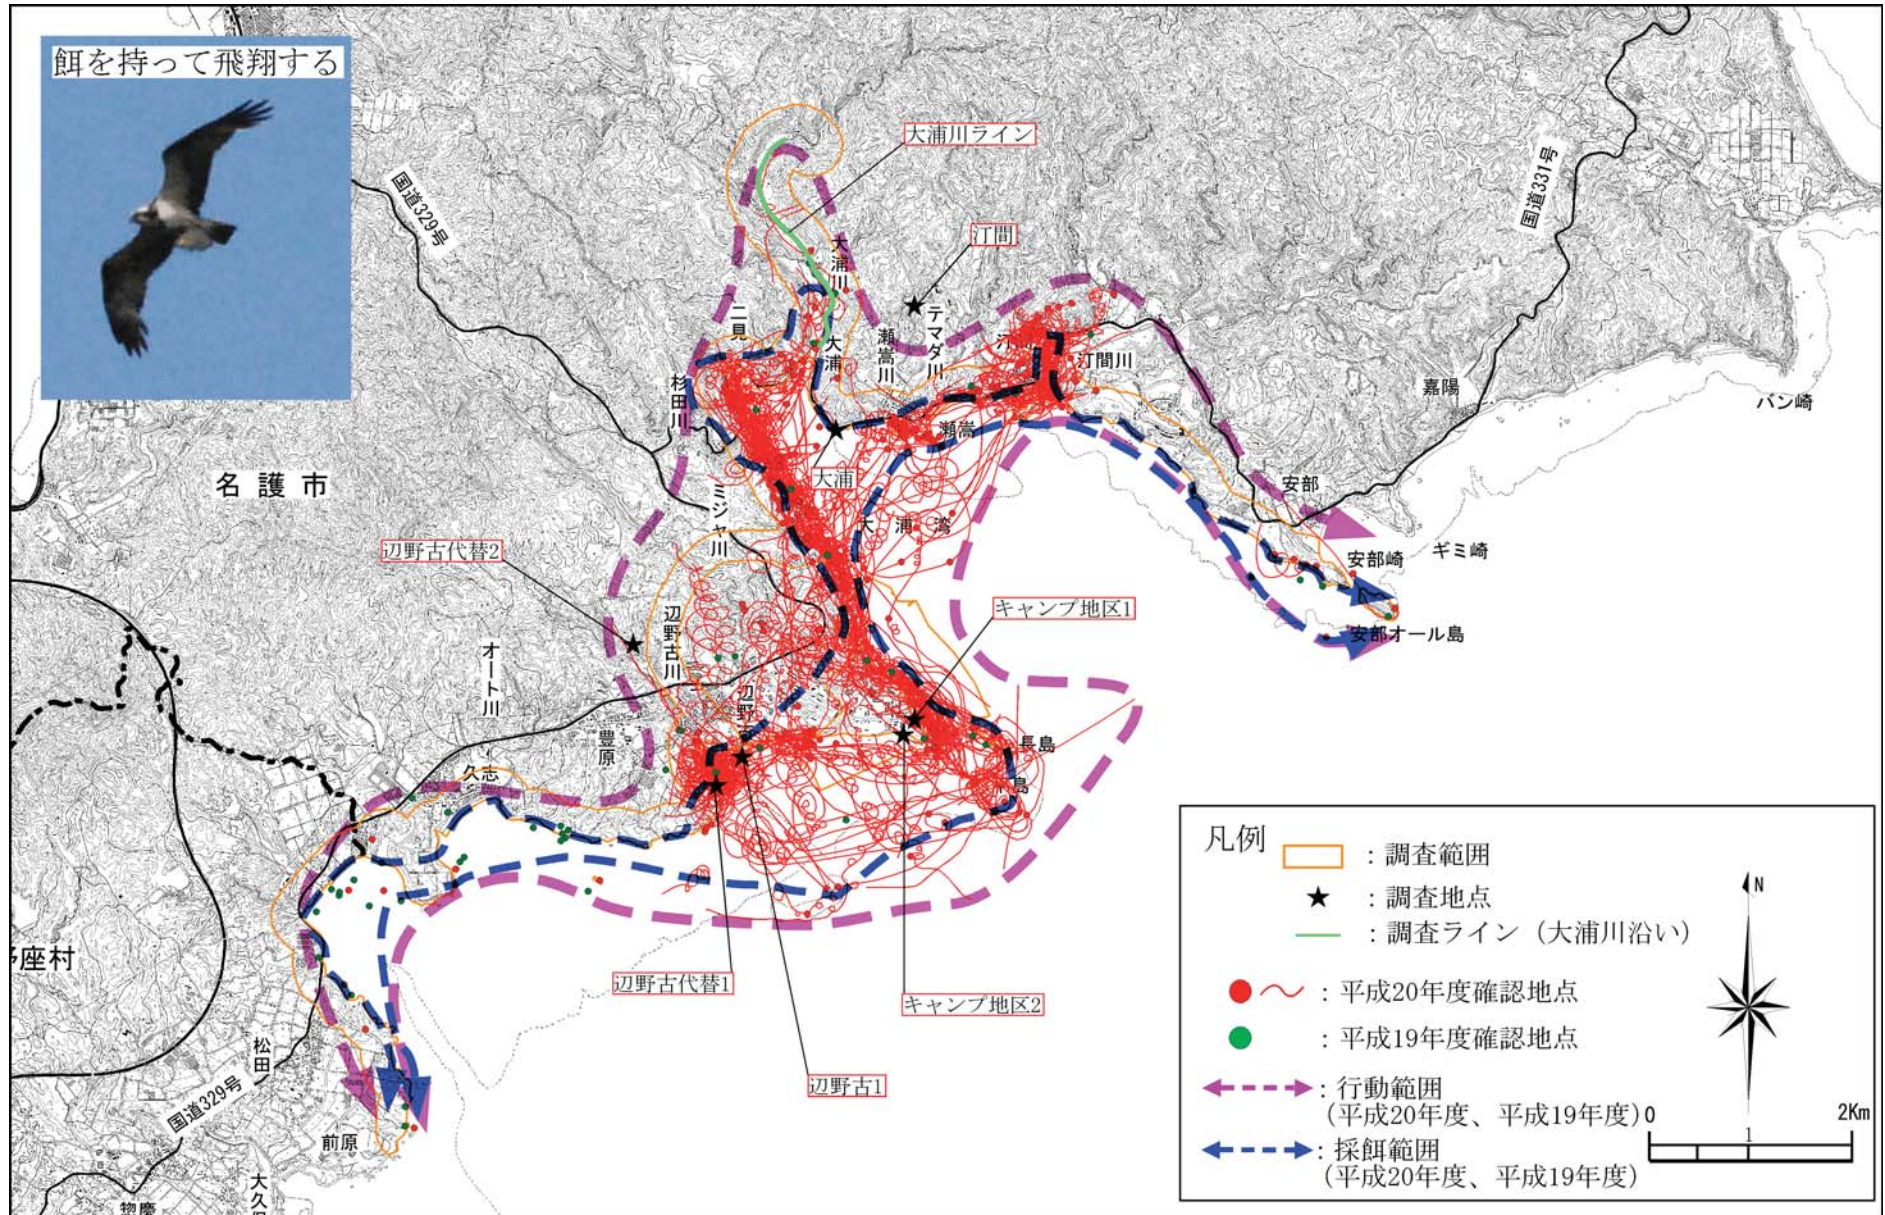 餌を持って飛翔する
大浦川ライン
国道331号
国道329号
汀間
大浦川
二見
テマダ川
瀬嵩川
大浦
汀間川
杉田川
嘉陽
バン崎
瀬嵩
名護市
大浦
安部
ミジャ川
大浦湾
辺野古代替2
安部崎
ギミ崎
キャンプ地区1
辺野古川
安部オール島
オート川
豊原
長島
久志
凡例
：調査範囲
：調査地点
：調査ライン（大浦川沿い）
N
座村
辺野古代替1
キャンプ地区2
：平成20年度確認地点
：平成19年度確認地点
松田
辺野古1
：行動範囲
(平成20年度、平成19年度)
0
1
2Km
国道329号
前原
：採餌範囲
(平成20年度、平成19年度)
惣慶